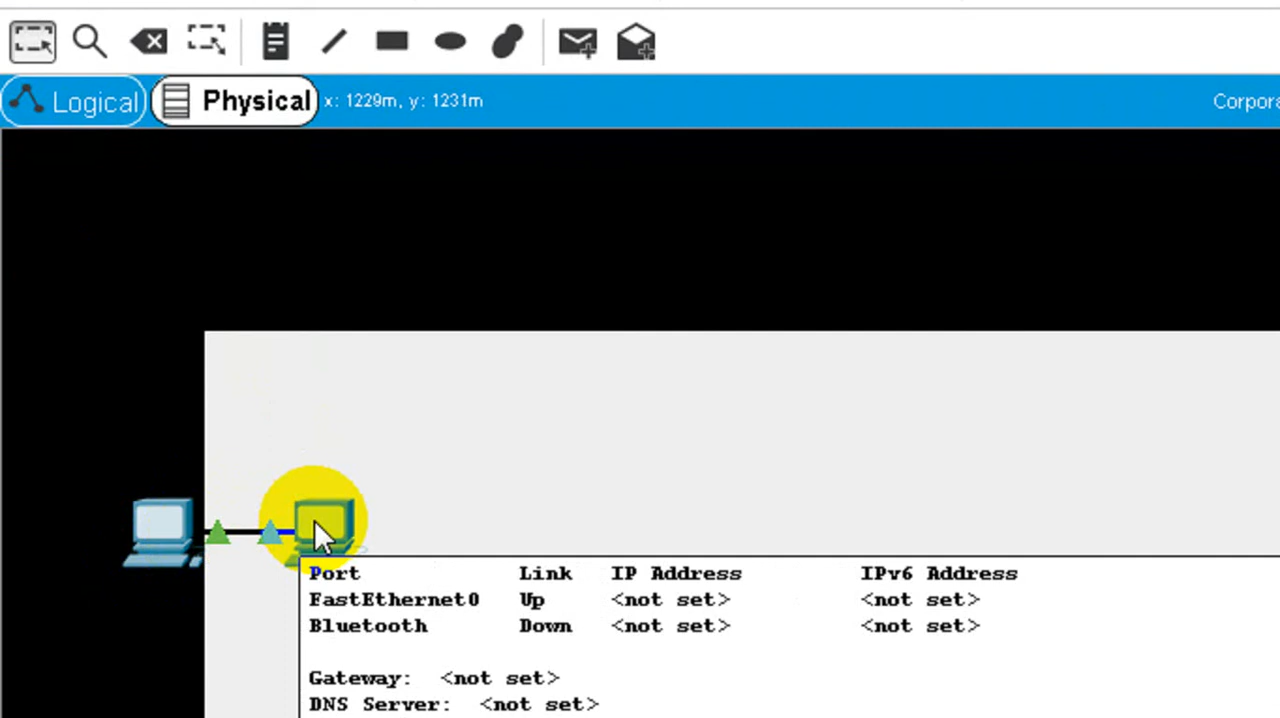 Logical Physical x: 1229m, y: 1231m Corpora
Port Link IP Address IPv6 Address
FastEthernet0 Up <not set> <not set>
Bluetooth Down <not set> <not set>
Gateway: <not set>
DNS Server: <not set>